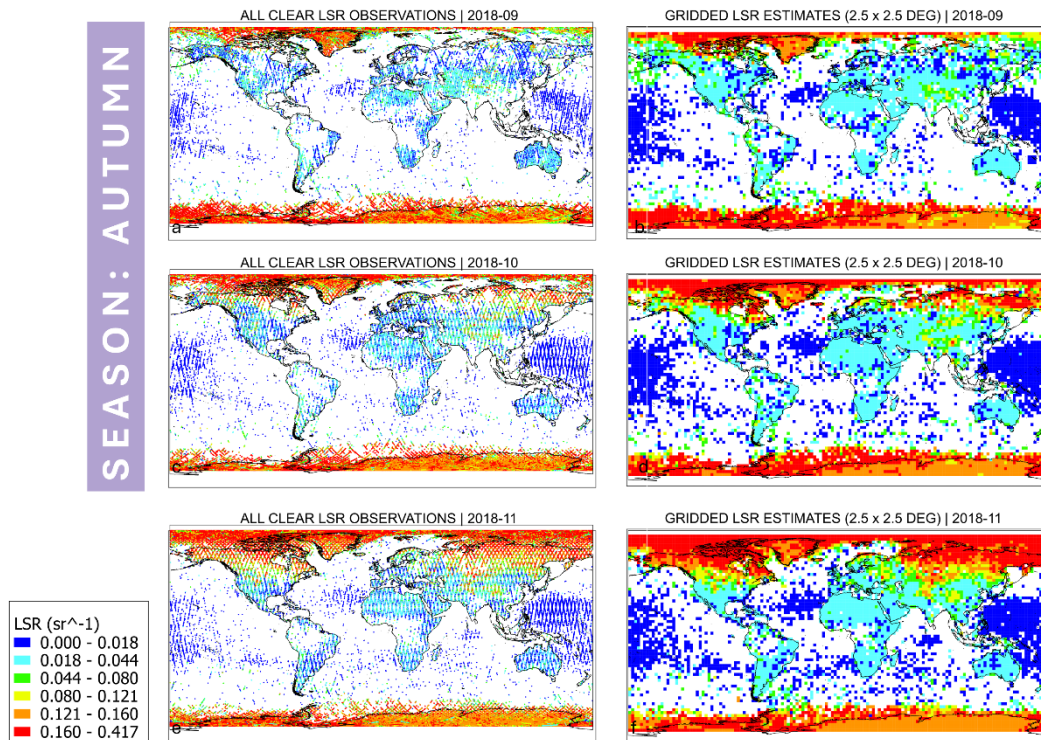 SEASON: AUTUMN
ALL CLEAR LSR OBSERVATIONS | 2018-09
GRIDDED LSR ESTIMATES (2.5 x 2.5 DEG) | 2018-09
a
b
ALL CLEAR LSR OBSERVATIONS | 2018-10
GRIDDED LSR ESTIMATES (2.5 x 2.5 DEG) | 2018-10
c
d
ALL CLEAR LSR OBSERVATIONS | 2018-11
GRIDDED LSR ESTIMATES (2.5 x 2.5 DEG) | 2018-11
e
f
LSR (sr^-1)
0.000 - 0.018
0.018 - 0.044
0.044 - 0.080
0.080 - 0.121
0.121 - 0.160
0.160 - 0.417